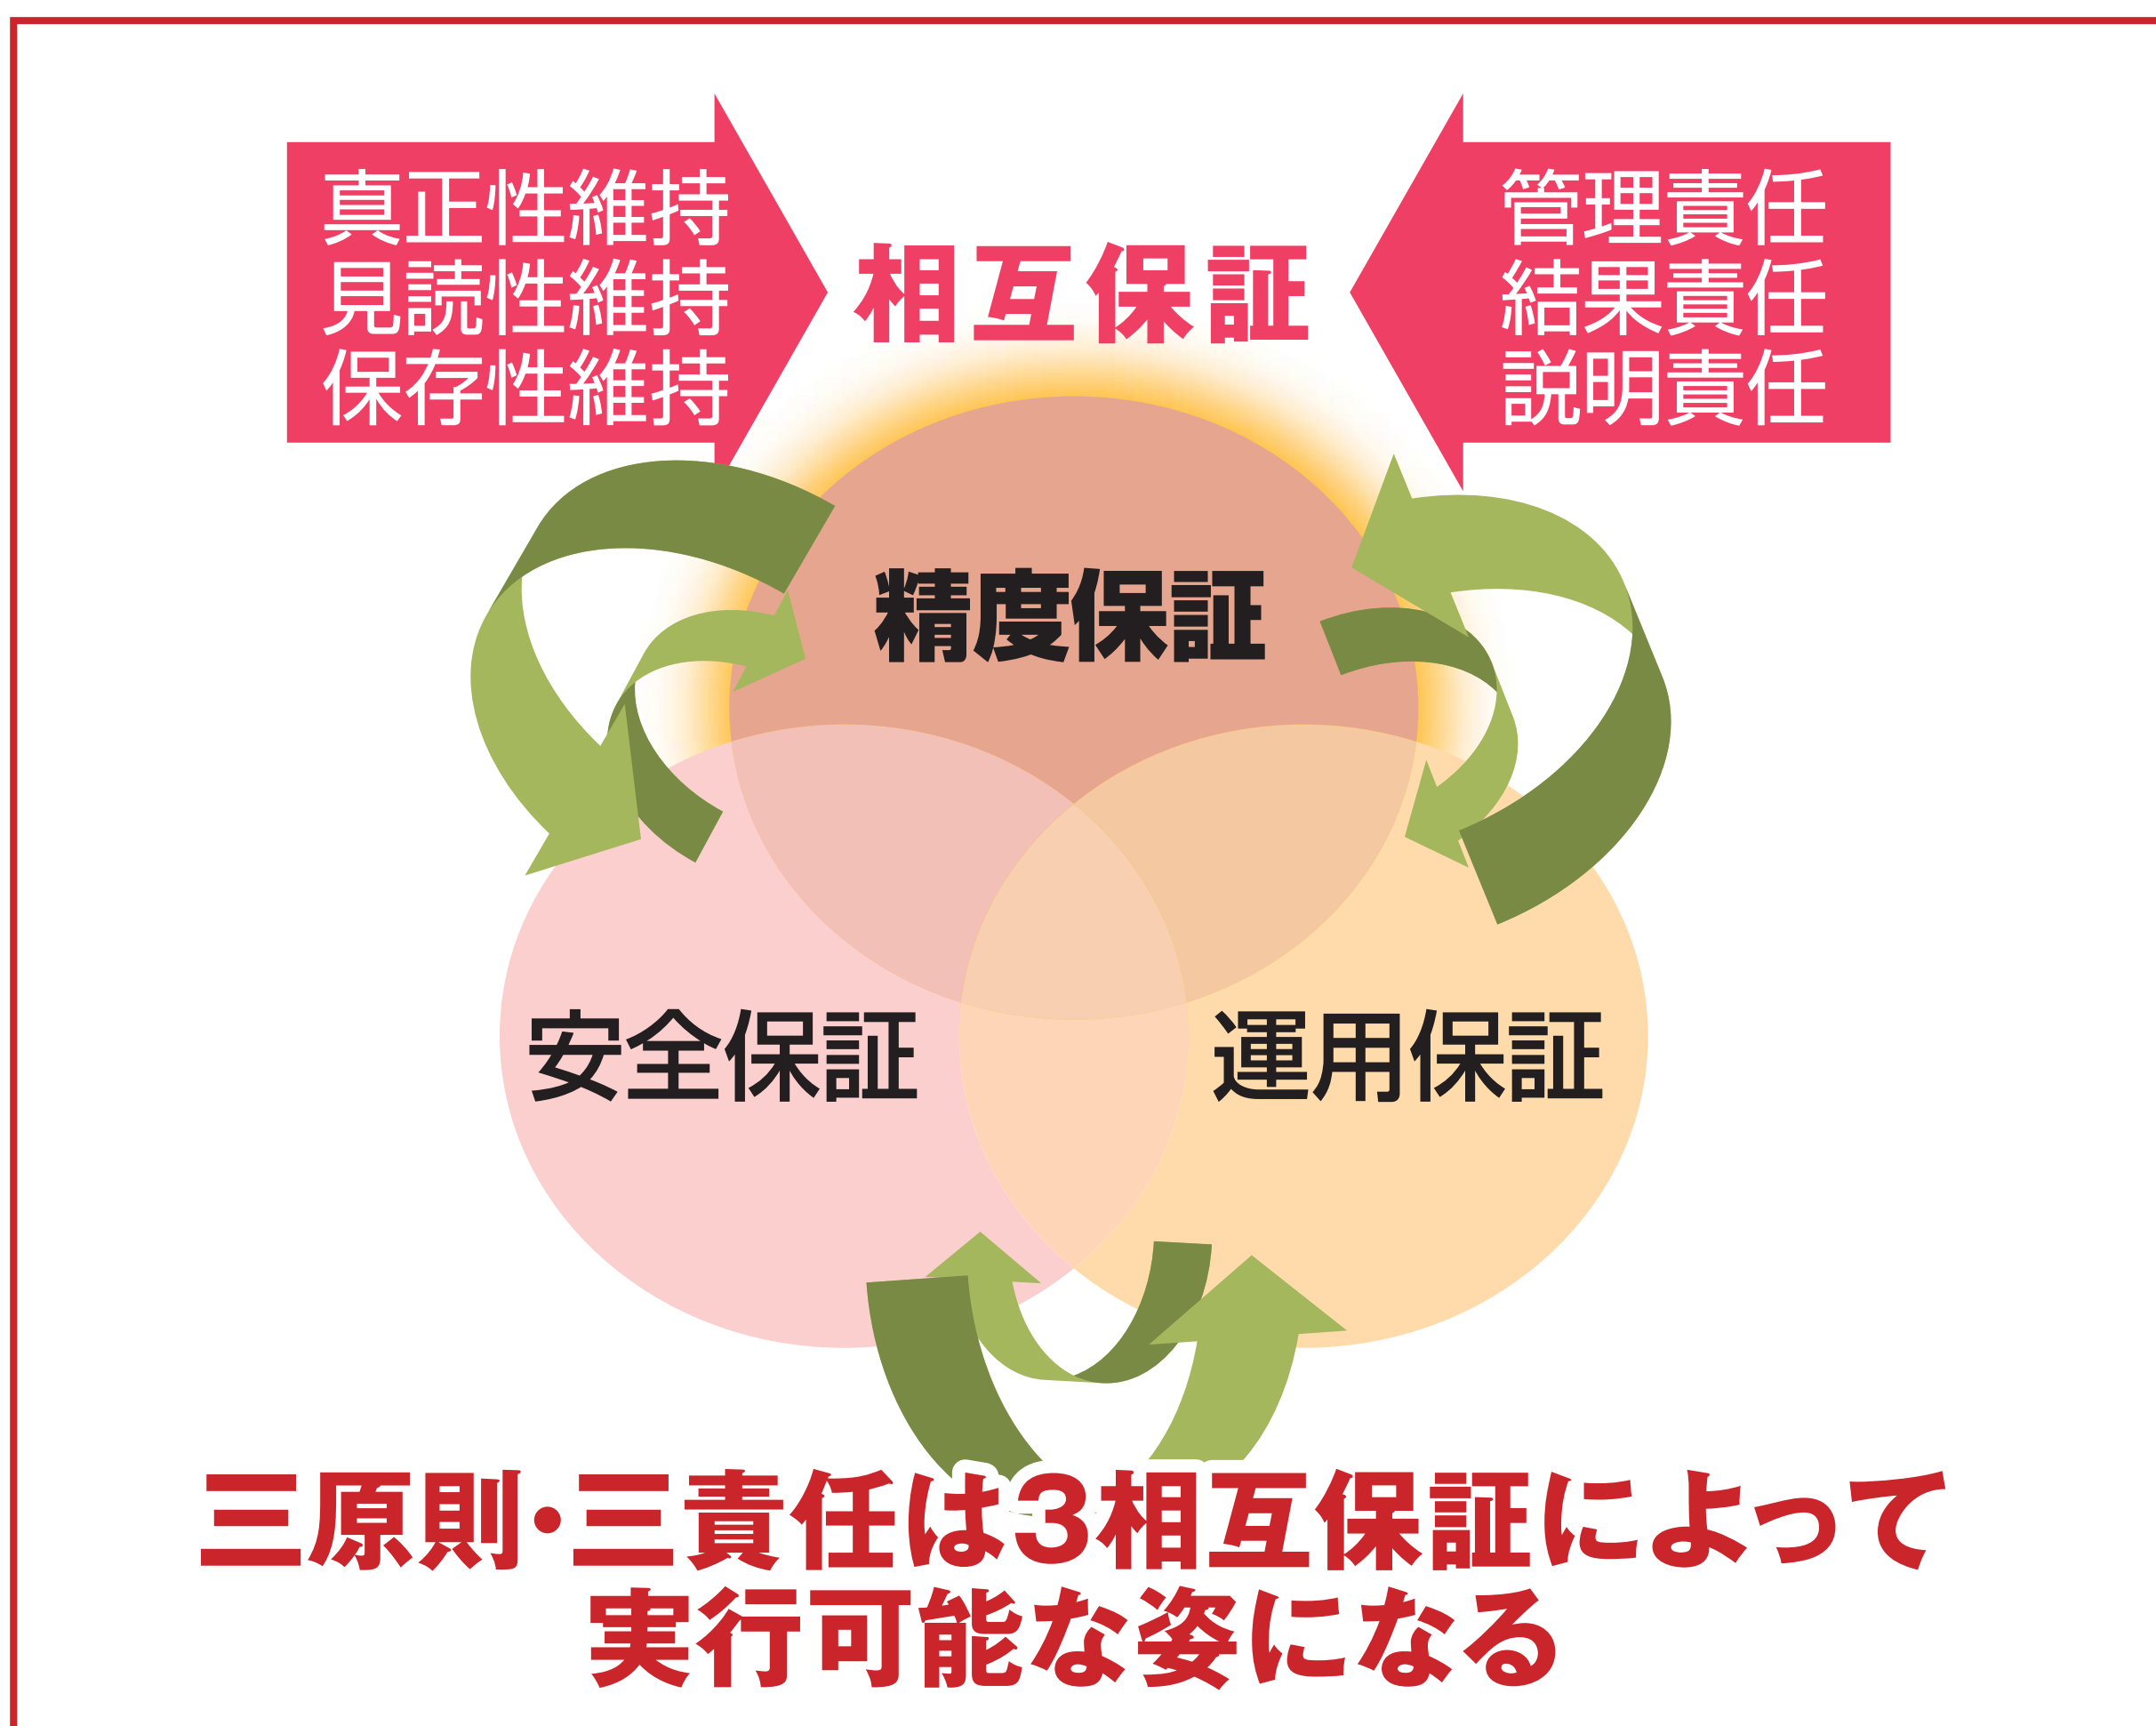 真正性維持
見読性維持
保存性維持
相互保証
管理責任
結果責任
説明責任
精度保証
安全保証
運用保証
三原則・三責任は3相互保証によって
実行可能な姿になる